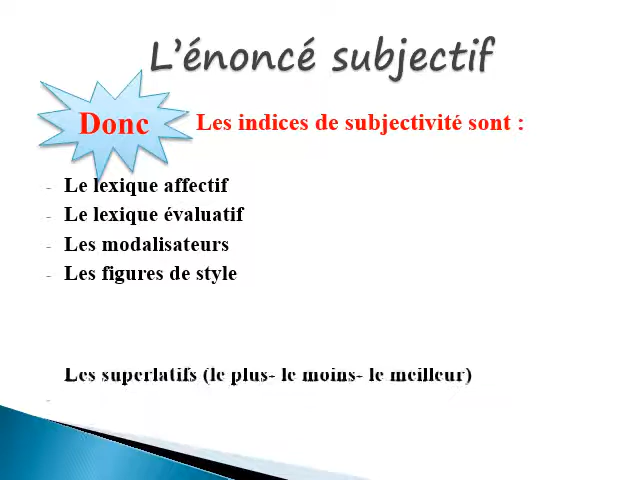 L'énoncé subjectif
Donc
Les indices de subjectivité sont :
- Le lexique affectif
- Le lexique évaluatif
- Les modalisateurs
- Les figures de style
Les superlatifs (le plus- le moins- le meilleur)
-